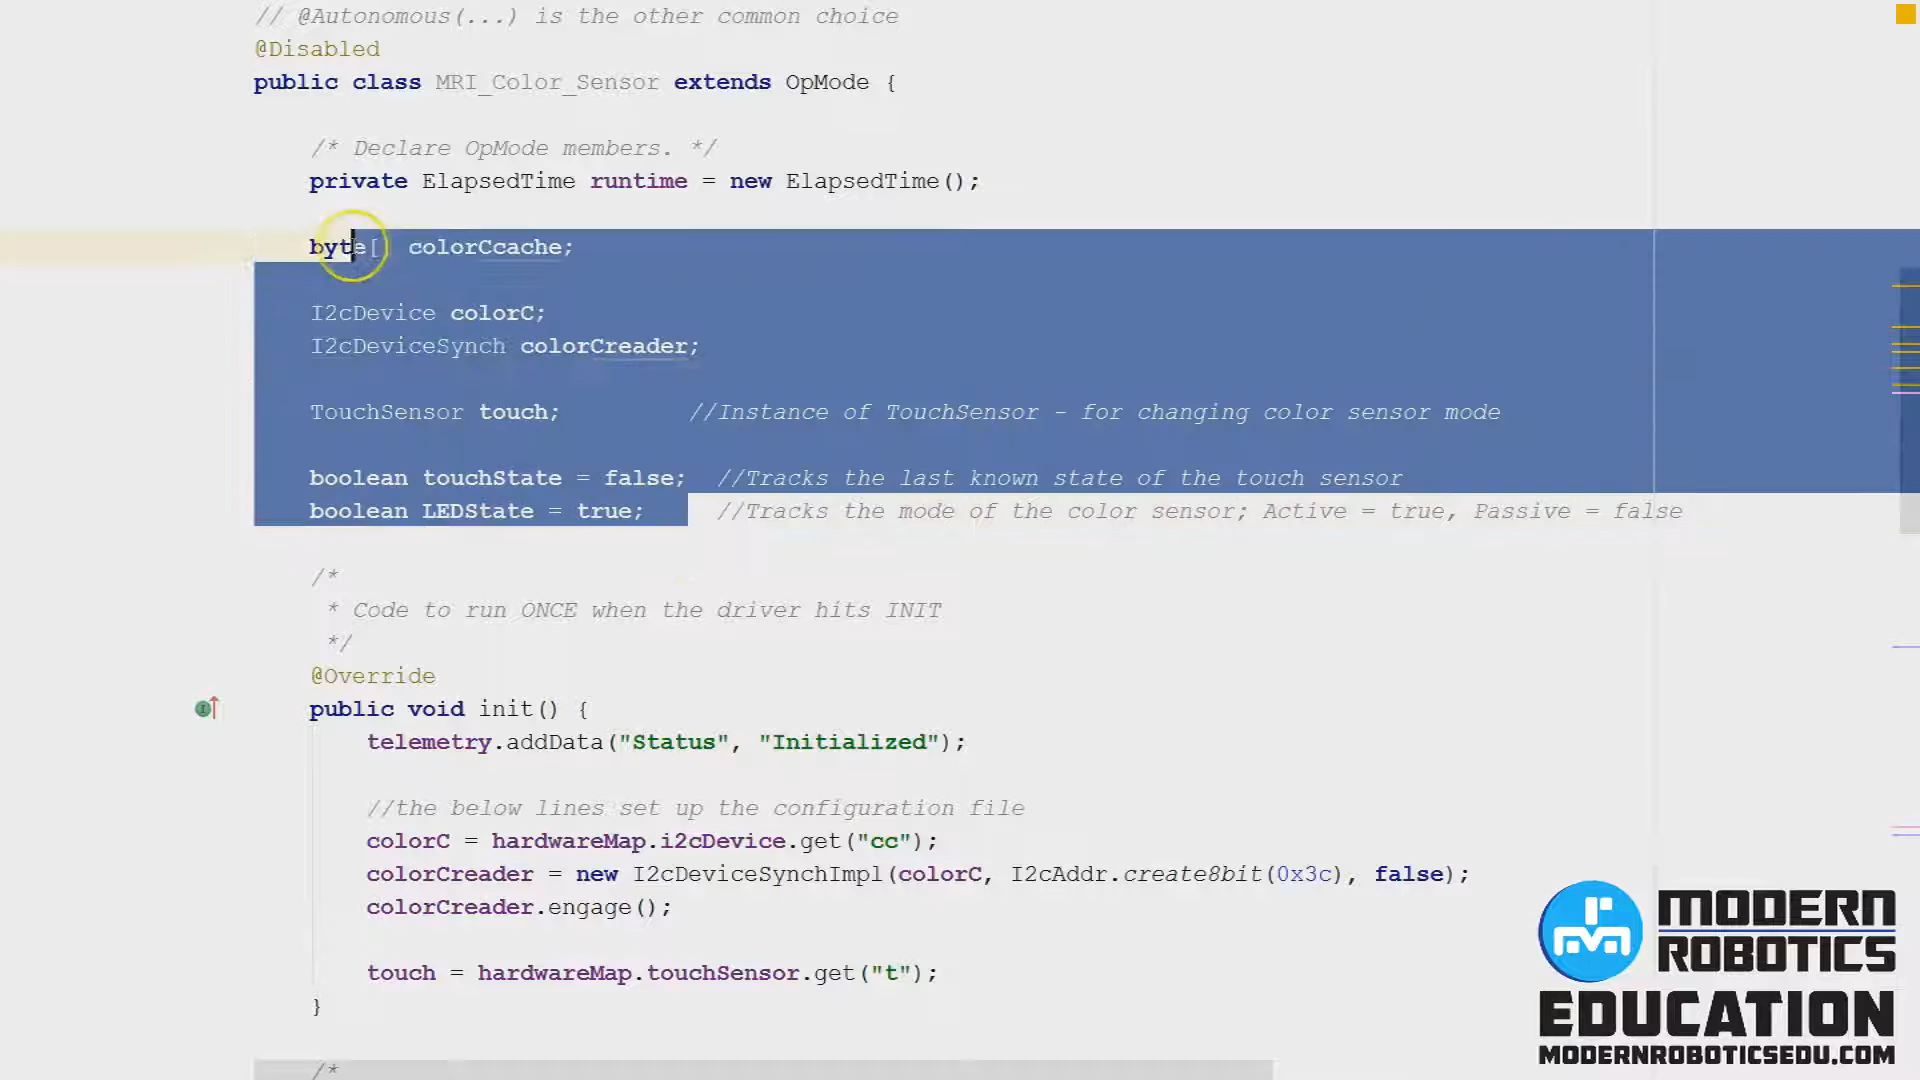 // @Autonomous(...) is the other common choice
@Disabled
public class MRI_Color_Sensor extends OpMode {
/* Declare OpMode members. */
private ElapsedTime runtime = new ElapsedTime();
byte[] colorCcache;
I2cDevice colorC;
I2cDeviceSynch colorCreader;
TouchSensor touch; //Instance of TouchSensor - for changing color sensor mode
boolean touchState = false; //Tracks the last known state of the touch sensor
boolean LEDState = true; //Tracks the mode of the color sensor; Active = true, Passive = false
/*
* Code to run ONCE when the driver hits INIT
*/
@Override
public void init() {
telemetry.addData("Status", "Initialized");
//the below lines set up the configuration file
colorC = hardwareMap.i2cDevice.get("cc");
colorCreader = new I2cDeviceSynchImpl(colorC, I2cAddr.create8bit(0x3c), false);
colorCreader.engage();
touch = hardwareMap.touchSensor.get("t");
}
/*
MODERN
ROBOTICS
EDUCATION
MODERNROBOTICSEDU.COM